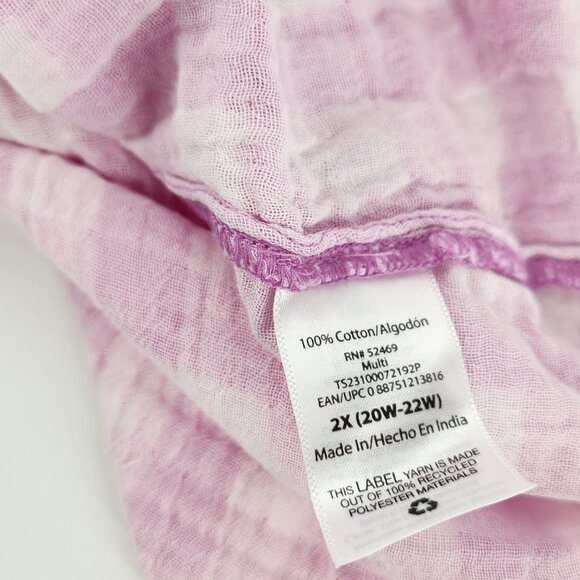 100% Cotton/Algodón
RN# 52469
Multi
TS23100072192P
EAN/UPC 0 88751213816
2X (20W-22W)
Made In/Hecho En India
THIS LABEL YARN IS MADE
OUT OF 100% RECYCLED
POLYESTER MATERIALS